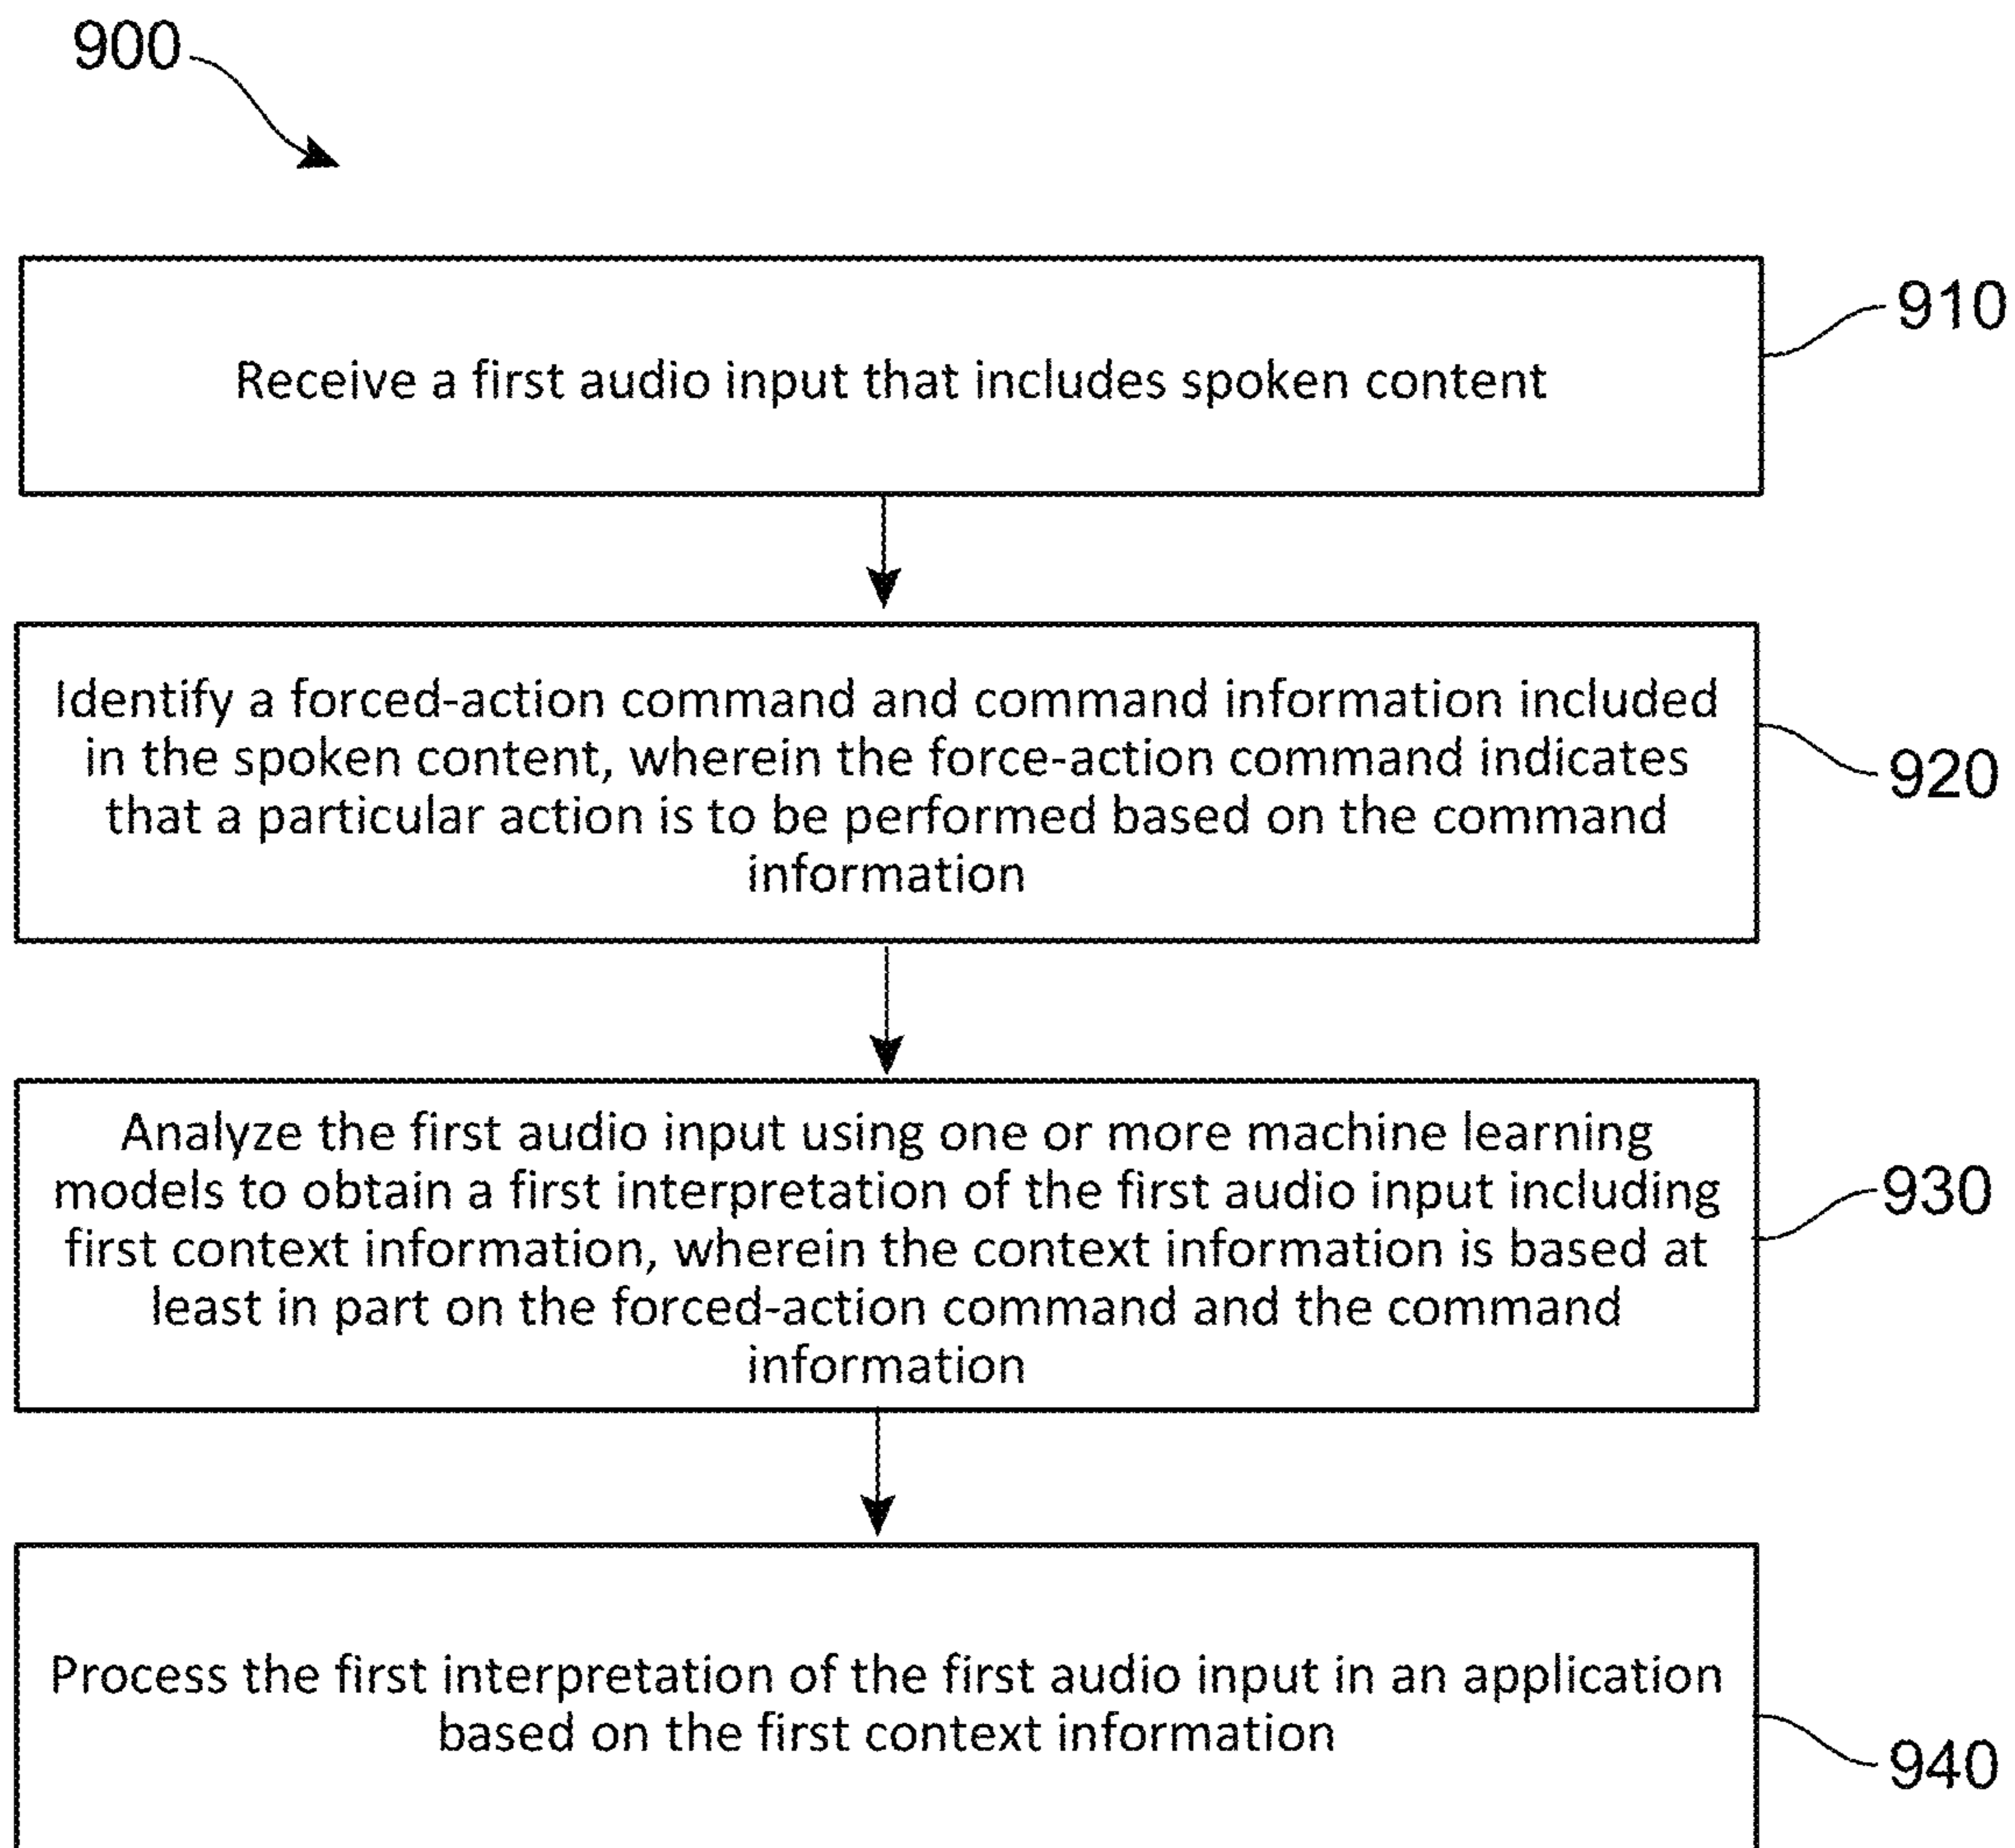 900
910
Receive a first audio input that includes spoken content
Identify a forced-action command and command information included
in the spoken content, wherein the force-action command indicates
that a particular action is to be performed based on the command
information
920
Analyze the first audio input using one or more machine learning
models to obtain a first interpretation of the first audio input including
first context information, wherein the context information is based at
least in part on the forced-action command and the command
information
930
Process the first interpretation of the first audio input in an application
based on the first context information
940